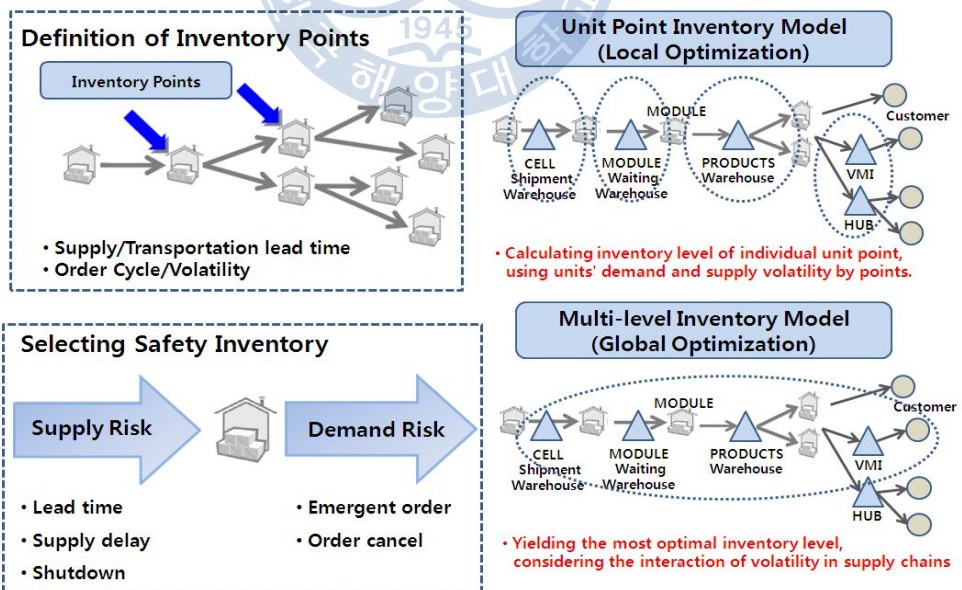 Definition of Inventory Points
Inventory Points
• Supply/Transportation lead time
• Order Cycle/Volatility
Selecting Safety Inventory
Supply Risk
Demand Risk
• Lead time
• Supply delay
• Shutdown
• Emergent order
• Order cancel
Unit Point Inventory Model
(Local Optimization)
MODULE
Customer
CELL
Shipment
Warehouse
MODULE
Waiting
Warehouse
PRODUCTS
Warehouse
VMI
HUB
• Calculating inventory level of individual unit point,
using units' demand and supply volatility by points.
Multi-level Inventory Model
(Global Optimization)
MODULE
Customer
CELL
Shipment
Warehouse
MODULE
Waiting
Warehouse
PRODUCTS
Warehouse
VMI
HUB
• Yielding the most optimal inventory level,
considering the interaction of volatility in supply chains
1945
해양대